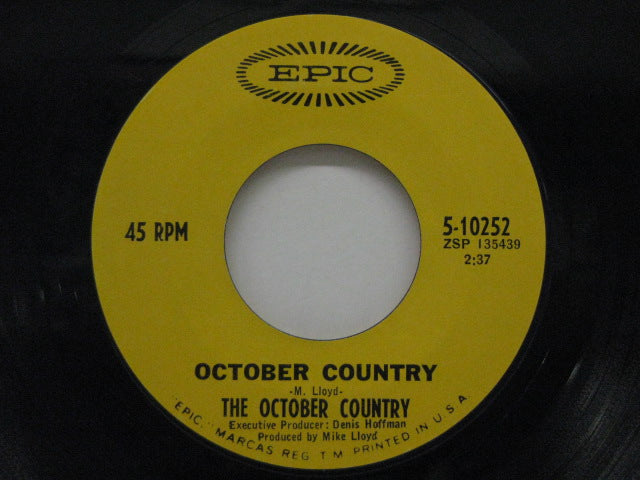 EPIC
45 RPM
5-10252
ZSP 135439
2:37
OCTOBER COUNTRY
-M. Lloyd-
THE OCTOBER COUNTRY
Executive Producer: Denis Hoffman
Produced by Mike Lloyd
"EPIC," MARCAS REG. T M PRINTED IN U.S.A.